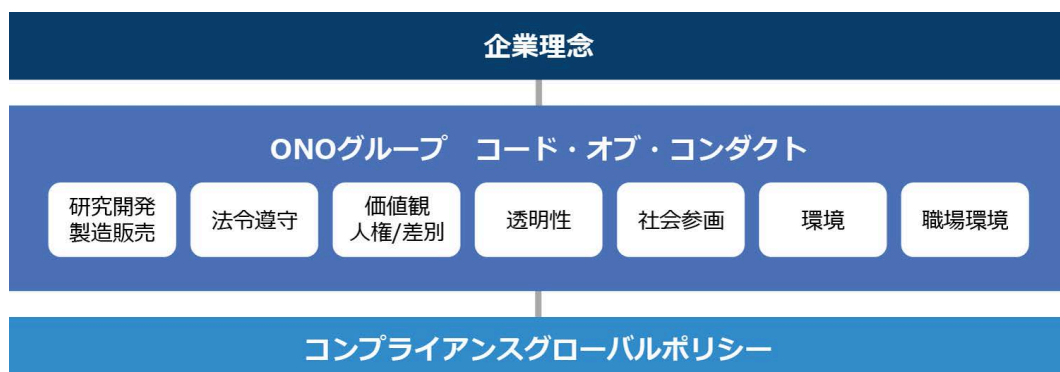 企業理念
ONOグループ　コード・オブ・コンダクト
研究開発
製造販売
法令遵守
価値観
人権/差別
透明性
社会参画
環境
職場環境
コンプライアンスグローバルポリシー